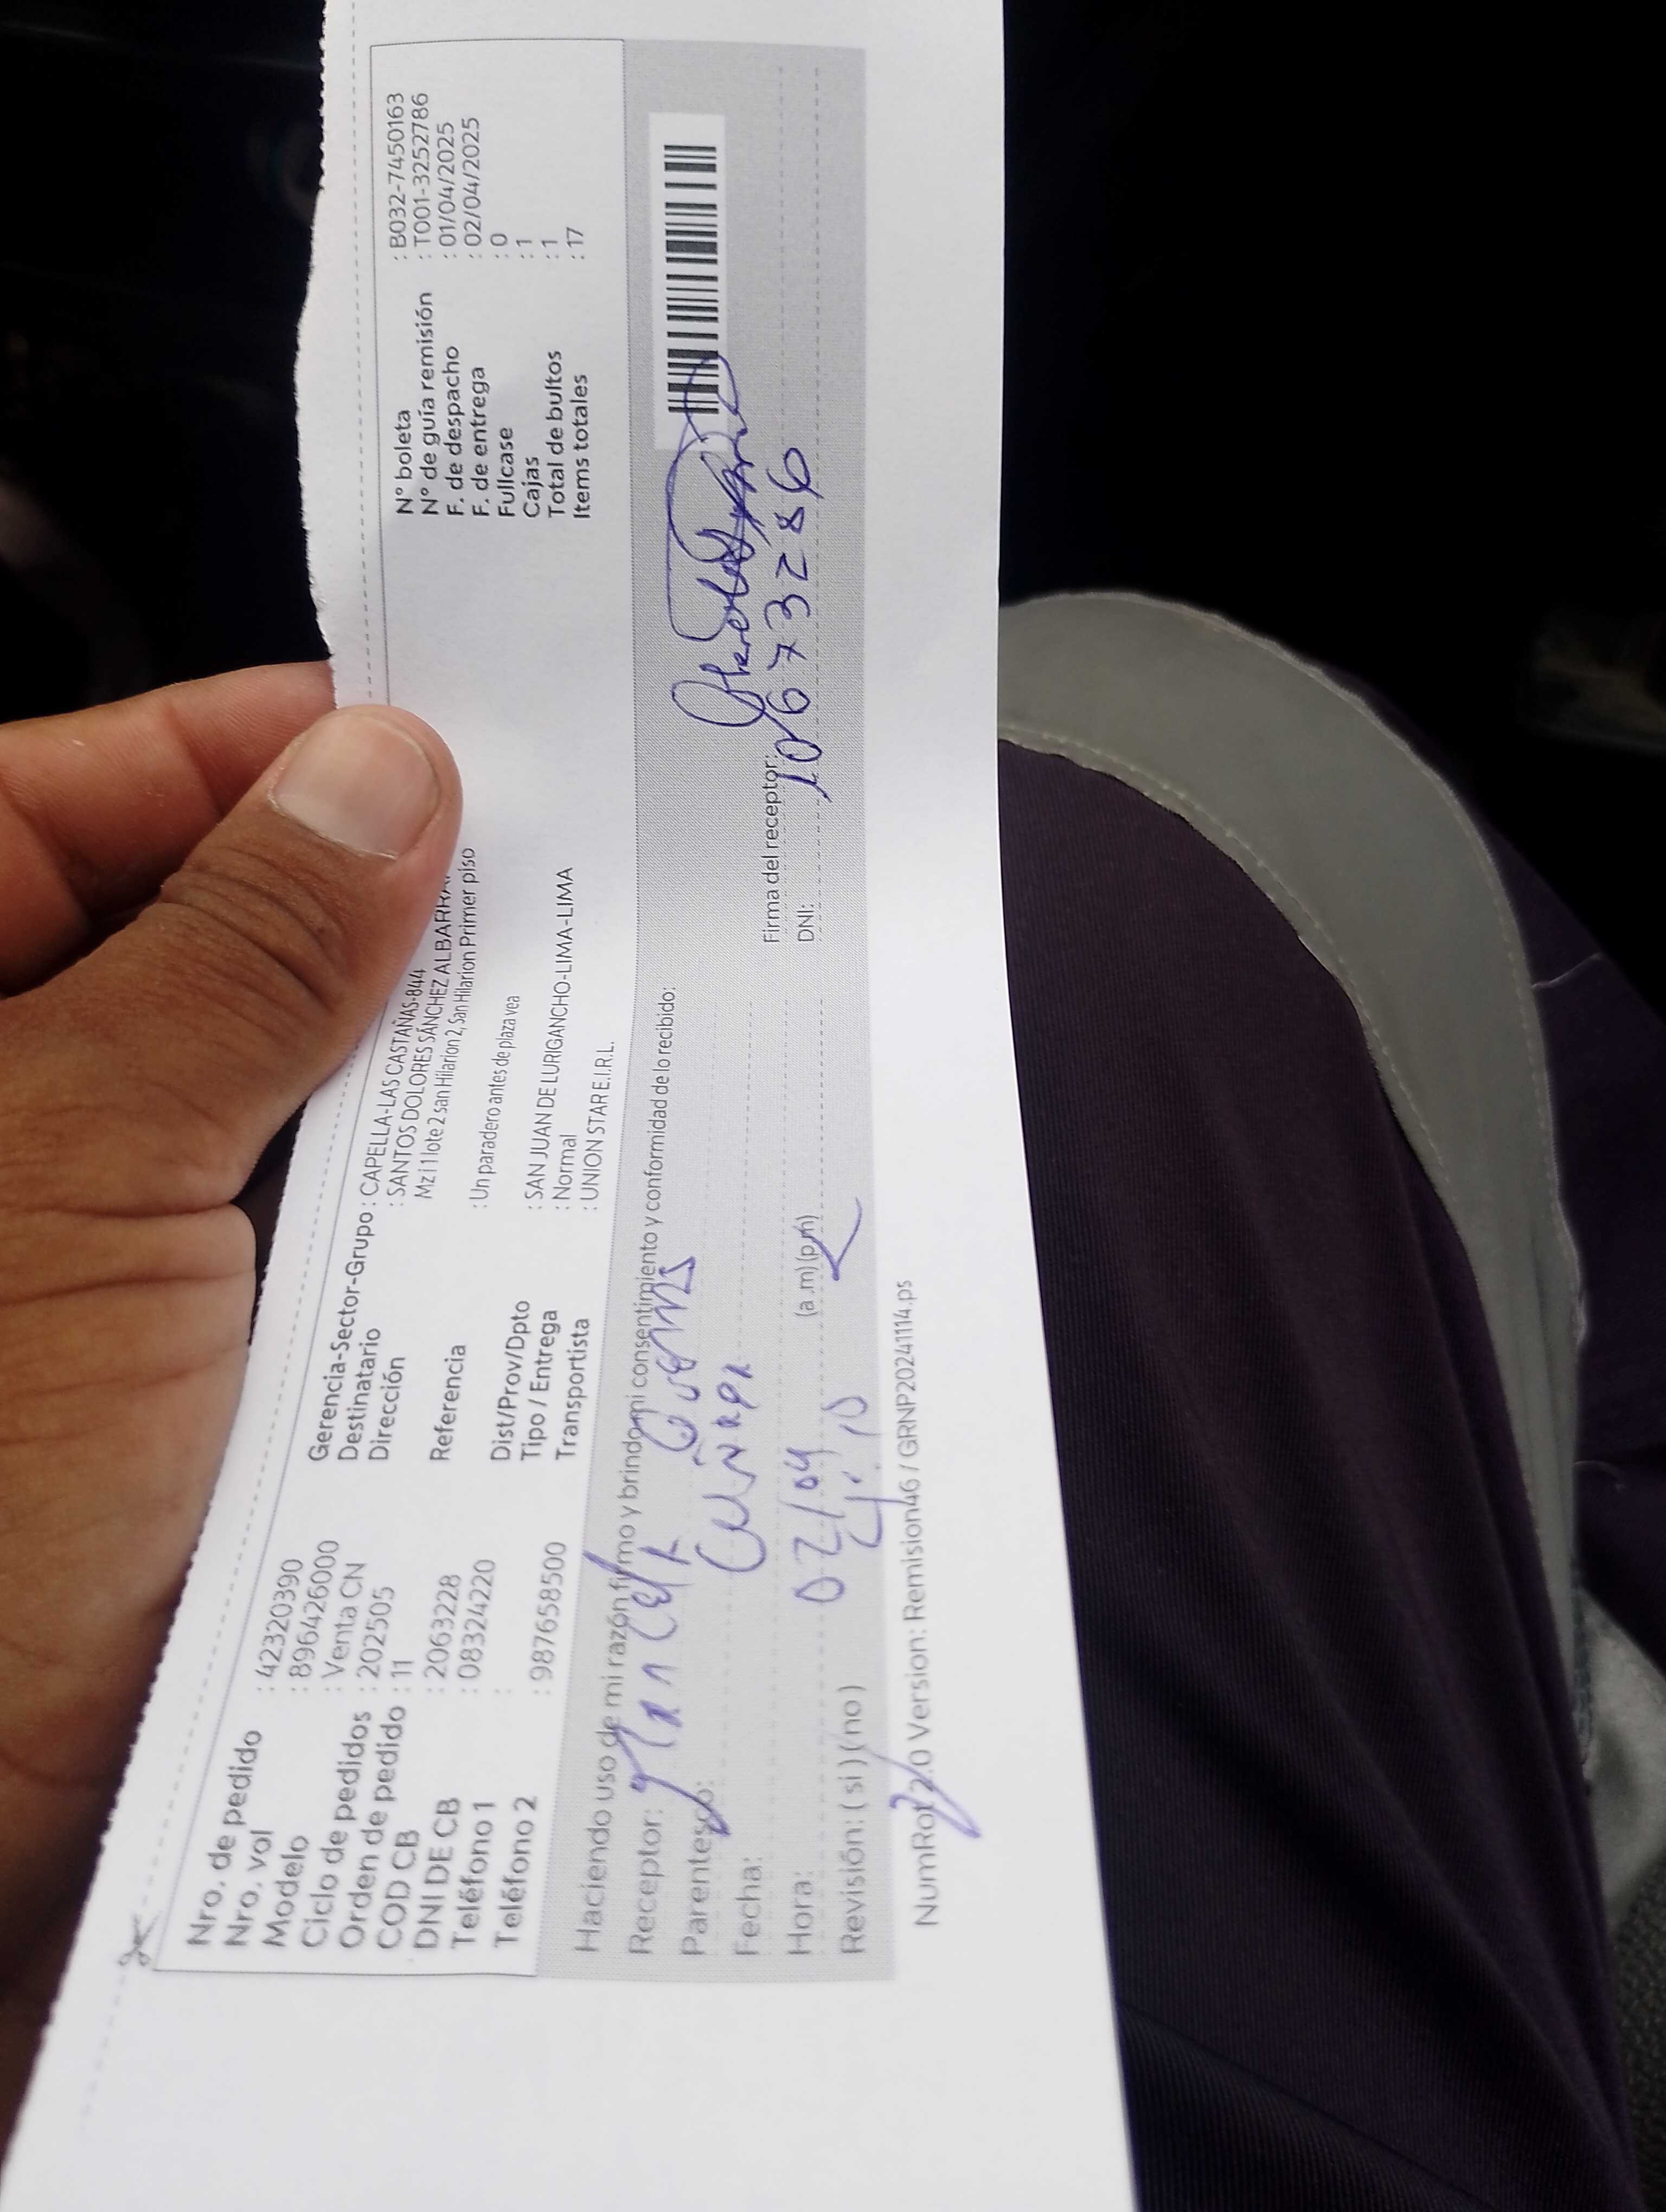 Nro. de pedido : 42320390
Nro. vol : 896426000
Modelo : Venta CN
Ciclo de pedidos : 202505
Orden de pedido : 11
COD CB : 2063228
DNI DE CB : 08324220
Teléfono 1 :
Teléfono 2 : 987658500
Gerencia-Sector-Grupo : CAPELLA-LAS CASTAÑAS-844
Destinatario : SANTOS DOLORES SÁNCHEZ ALBARRA
Dirección Mz i 1 lote 2 san Hilarion 2, San Hilarion Primer piso
Referencia : Un paradero antes de plaza vea
Dist/Prov/Dpto : SAN JUAN DE LURIGANCHO-LIMA-LIMA
Tipo / Entrega : Normal
Transportista : UNION STAR E.I.R.L.
N° boleta : B032-7450163
N° de guía remisión : T001-3252786
F. de despacho : 01/04/2025
F. de entrega : 02/04/2025
Fullcase : 0
Cajas : 1
Total de bultos : 1
Items totales : 17
Haciendo uso de mi razón firmo y brindo mi consentimiento y conformidad de lo recibido:
Receptor:
Parentesco: Cuñada
Fecha: 02/04
Hora: 4:10 (a.m) (p.m)
Revisión: ( si ) ( no )
Firma del receptor:
DNI: 10673286
NumRot 2.0 Version: Remision46 / GRNP20241114.ps